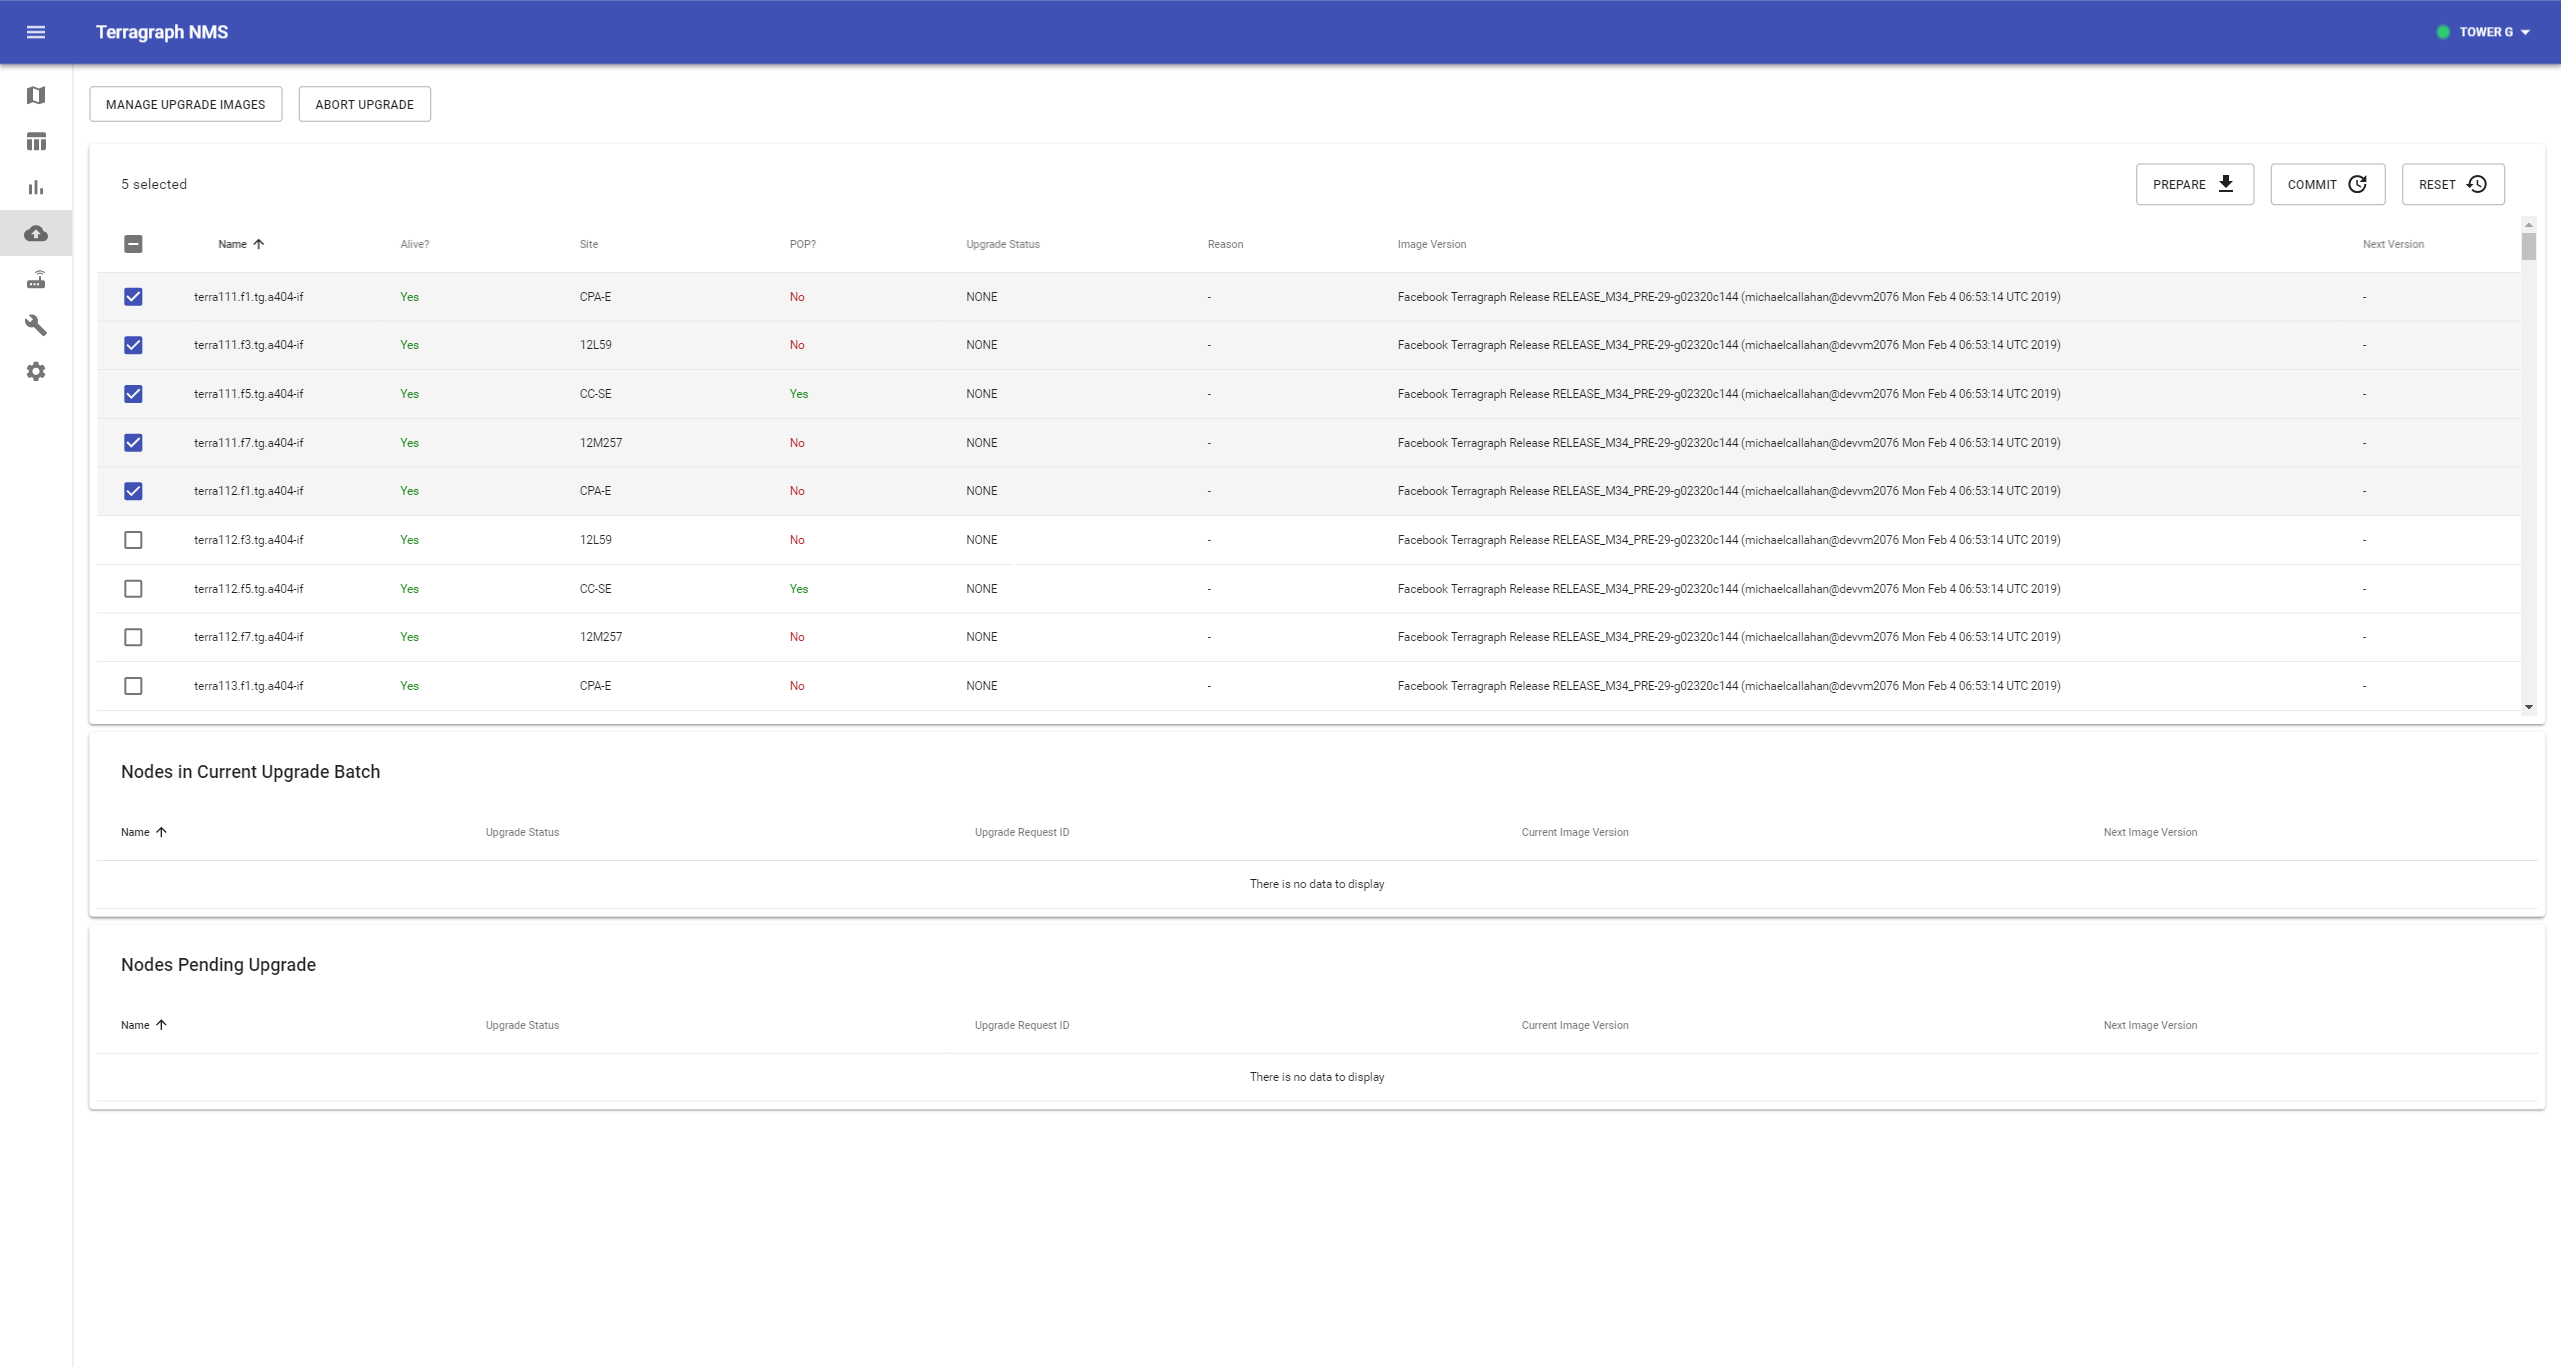 Terragraph NMS
TOWER G
MANAGE UPGRADE IMAGES ABORT UPGRADE
5 selected PREPARE COMMIT RESET
Name Alive? Site POP? Upgrade Status Reason Image Version Next Version
terra111.f1.tg.a404-if Yes CPA-E No NONE - Facebook Terragraph Release RELEASE_M34_PRE-29-g02320c144 (michaelcallahan@devvm2076 Mon Feb 4 06:53:14 UTC 2019) -
terra111.f3.tg.a404-if Yes 12L59 No NONE - Facebook Terragraph Release RELEASE_M34_PRE-29-g02320c144 (michaelcallahan@devvm2076 Mon Feb 4 06:53:14 UTC 2019) -
terra111.f5.tg.a404-if Yes CC-SE Yes NONE - Facebook Terragraph Release RELEASE_M34_PRE-29-g02320c144 (michaelcallahan@devvm2076 Mon Feb 4 06:53:14 UTC 2019) -
terra111.f7.tg.a404-if Yes 12M257 No NONE - Facebook Terragraph Release RELEASE_M34_PRE-29-g02320c144 (michaelcallahan@devvm2076 Mon Feb 4 06:53:14 UTC 2019) -
terra112.f1.tg.a404-if Yes CPA-E No NONE - Facebook Terragraph Release RELEASE_M34_PRE-29-g02320c144 (michaelcallahan@devvm2076 Mon Feb 4 06:53:14 UTC 2019) -
terra112.f3.tg.a404-if Yes 12L59 No NONE - Facebook Terragraph Release RELEASE_M34_PRE-29-g02320c144 (michaelcallahan@devvm2076 Mon Feb 4 06:53:14 UTC 2019) -
terra112.f5.tg.a404-if Yes CC-SE Yes NONE - Facebook Terragraph Release RELEASE_M34_PRE-29-g02320c144 (michaelcallahan@devvm2076 Mon Feb 4 06:53:14 UTC 2019) -
terra112.f7.tg.a404-if Yes 12M257 No NONE - Facebook Terragraph Release RELEASE_M34_PRE-29-g02320c144 (michaelcallahan@devvm2076 Mon Feb 4 06:53:14 UTC 2019) -
terra113.f1.tg.a404-if Yes CPA-E No NONE - Facebook Terragraph Release RELEASE_M34_PRE-29-g02320c144 (michaelcallahan@devvm2076 Mon Feb 4 06:53:14 UTC 2019) -
Nodes in Current Upgrade Batch
Name Upgrade Status Upgrade Request ID Current Image Version Next Image Version
There is no data to display
Nodes Pending Upgrade
Name Upgrade Status Upgrade Request ID Current Image Version Next Image Version
There is no data to display